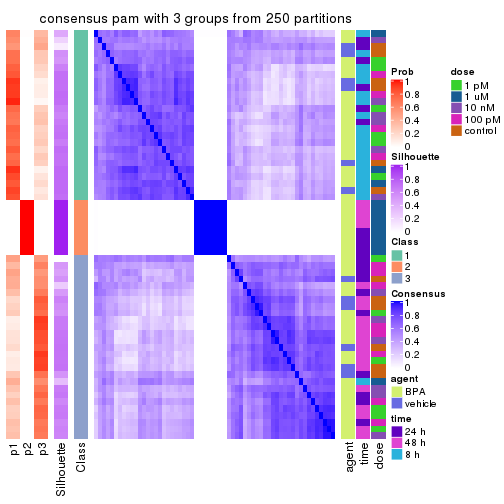 consensus pam with 3 groups from 250 partitions
Prob
1
0.8
0.6
0.4
0.2
0
Silhouette
1
0.8
0.6
0.4
0.2
0
Class
1
2
3
Consensus
1
0.8
0.6
0.4
0.2
0
agent
BPA
vehicle
time
24 h
48 h
8 h
dose
1 pM
1 uM
10 nM
100 pM
control
p1
p2
p3
Silhouette
Class
agent
time
dose